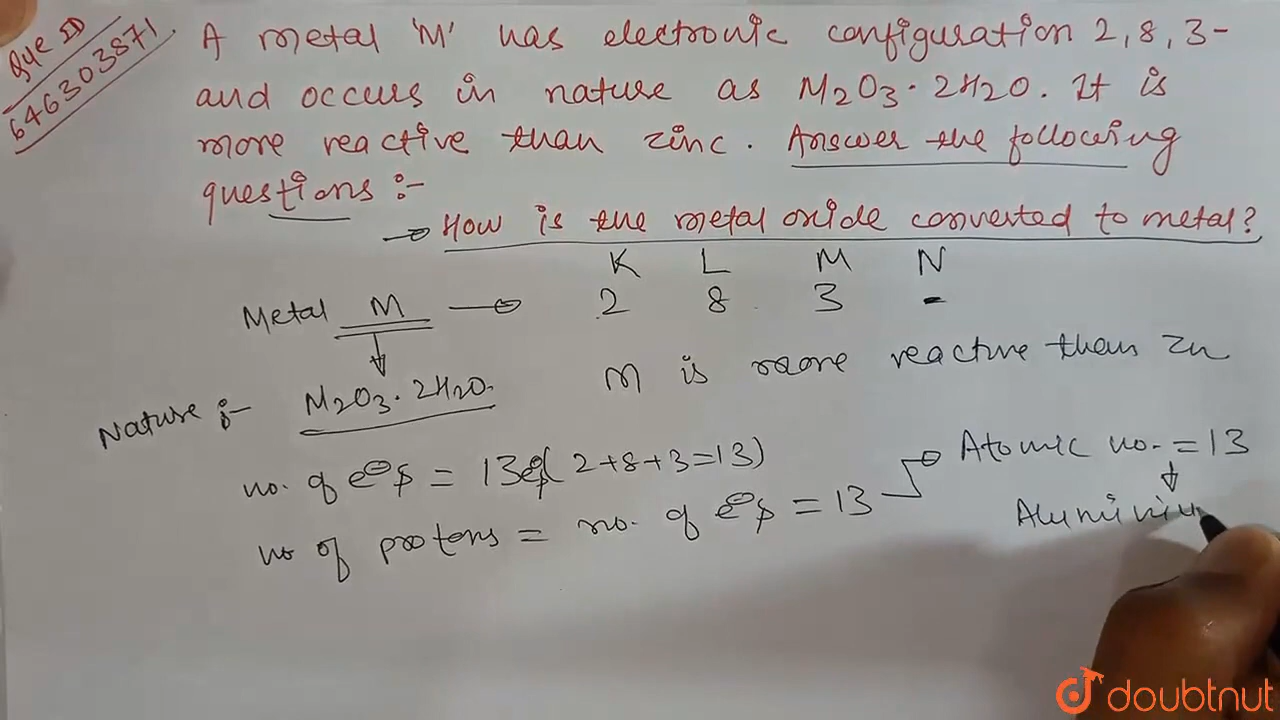 Que ID
646303871.
A metal 'M' has electronic configuration 2, 8, 3 -
and occurs in nature as M2O3.2H2O. It is
more reactive than zinc. Answer the following
questions :-
→ How is the metal oxide converted to metal?
K L M N
Metal M → 2 8 3 -
M is more reactive than Zn
Nature :- M2O3.2H2O.
no. of e⊖s = 13e⊖s (2+8+3=13)
no of protons = no. of e⊖s = 13 → Atomic no. = 13
Aluminiu
doubtnut